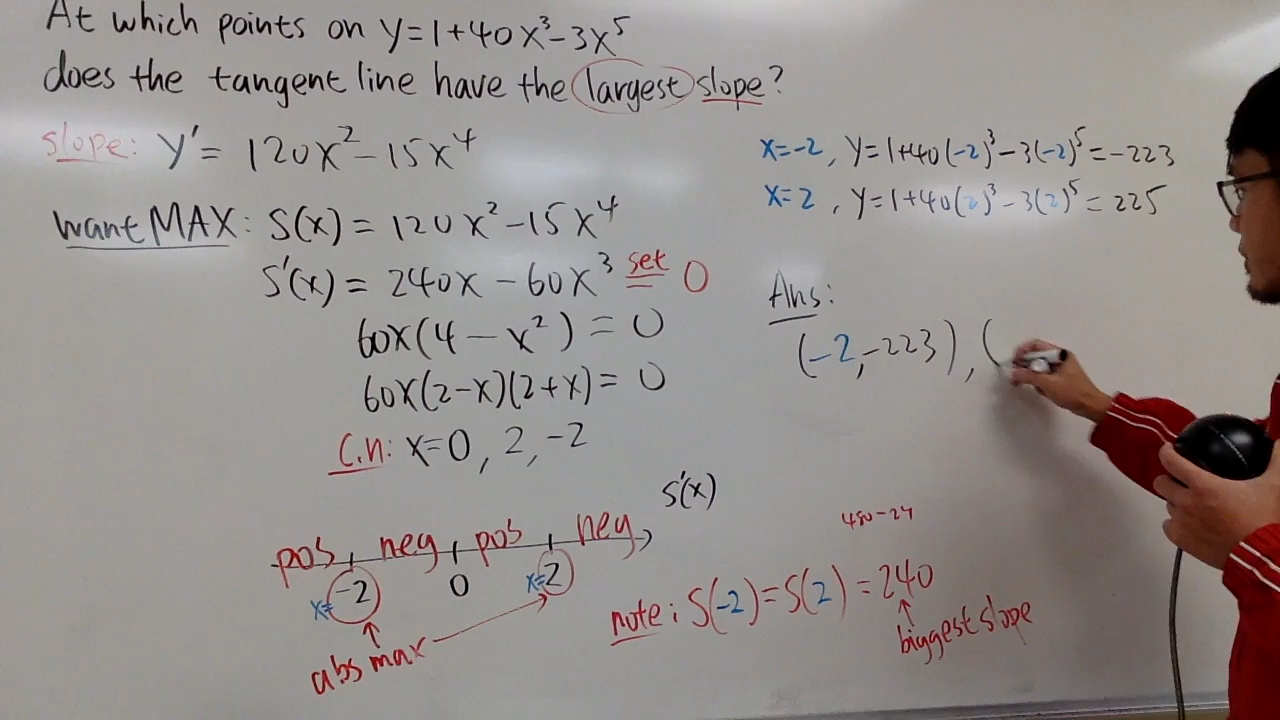 At which points on y=1+40x³-3x⁵
does the tangent line have the largest slope?
slope: y'= 120x²-15x⁴
want MAX: S(x) = 120x²-15x⁴
S'(x) = 240x - 60x³ set = 0
60x(4 - x²) = 0
60x(2-x)(2+x) = 0
C.n: x=0, 2, -2
pos neg pos neg S'(x)
x=-2 0 x=2
abs max
x=-2, y=1+40(-2)³-3(-2)⁵=-223
x=2, y=1+40(2)³-3(2)⁵=225
Ans:
(-2,-223), (
note: S(-2)=S(2)=240
biggest slope